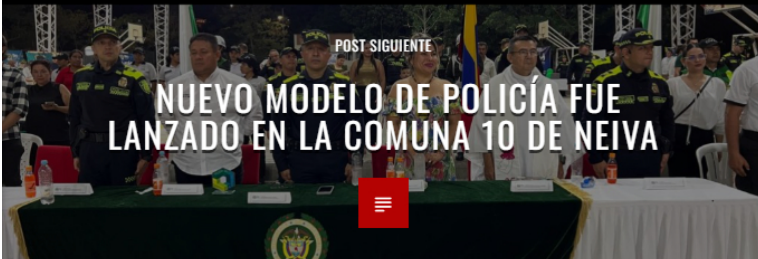 POST SIGUIENTE
NUEVO MODELO DE POLICÍA FUE
LANZADO EN LA COMUNA 10 DE NEIVA